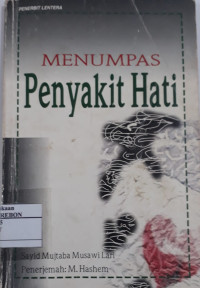 PENERBIT LENTERA
MENUMPAS
Penyakit Hati
Sayid Mujtaba Musawi Lari
Penerjemah: M. Hashem